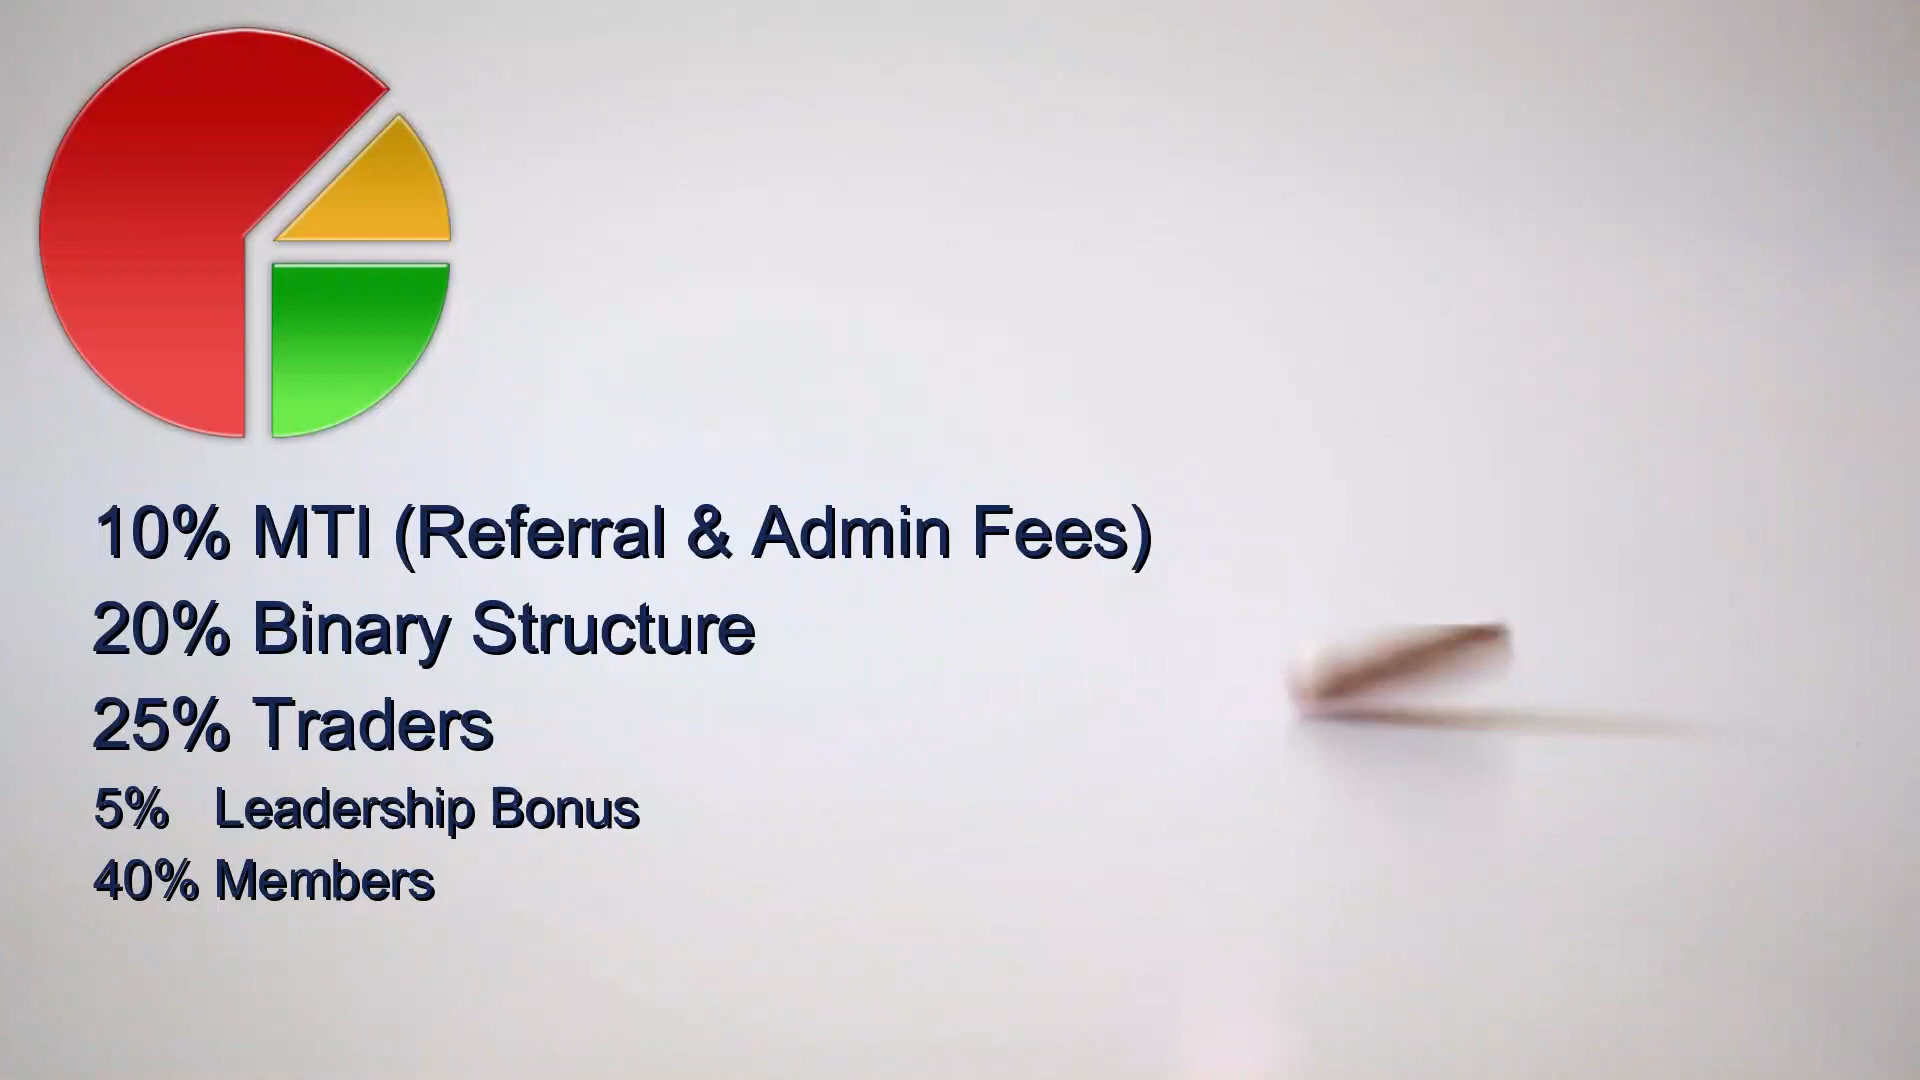 10% MTI (Referral & Admin Fees)
20% Binary Structure
25% Traders
5% Leadership Bonus
40% Members